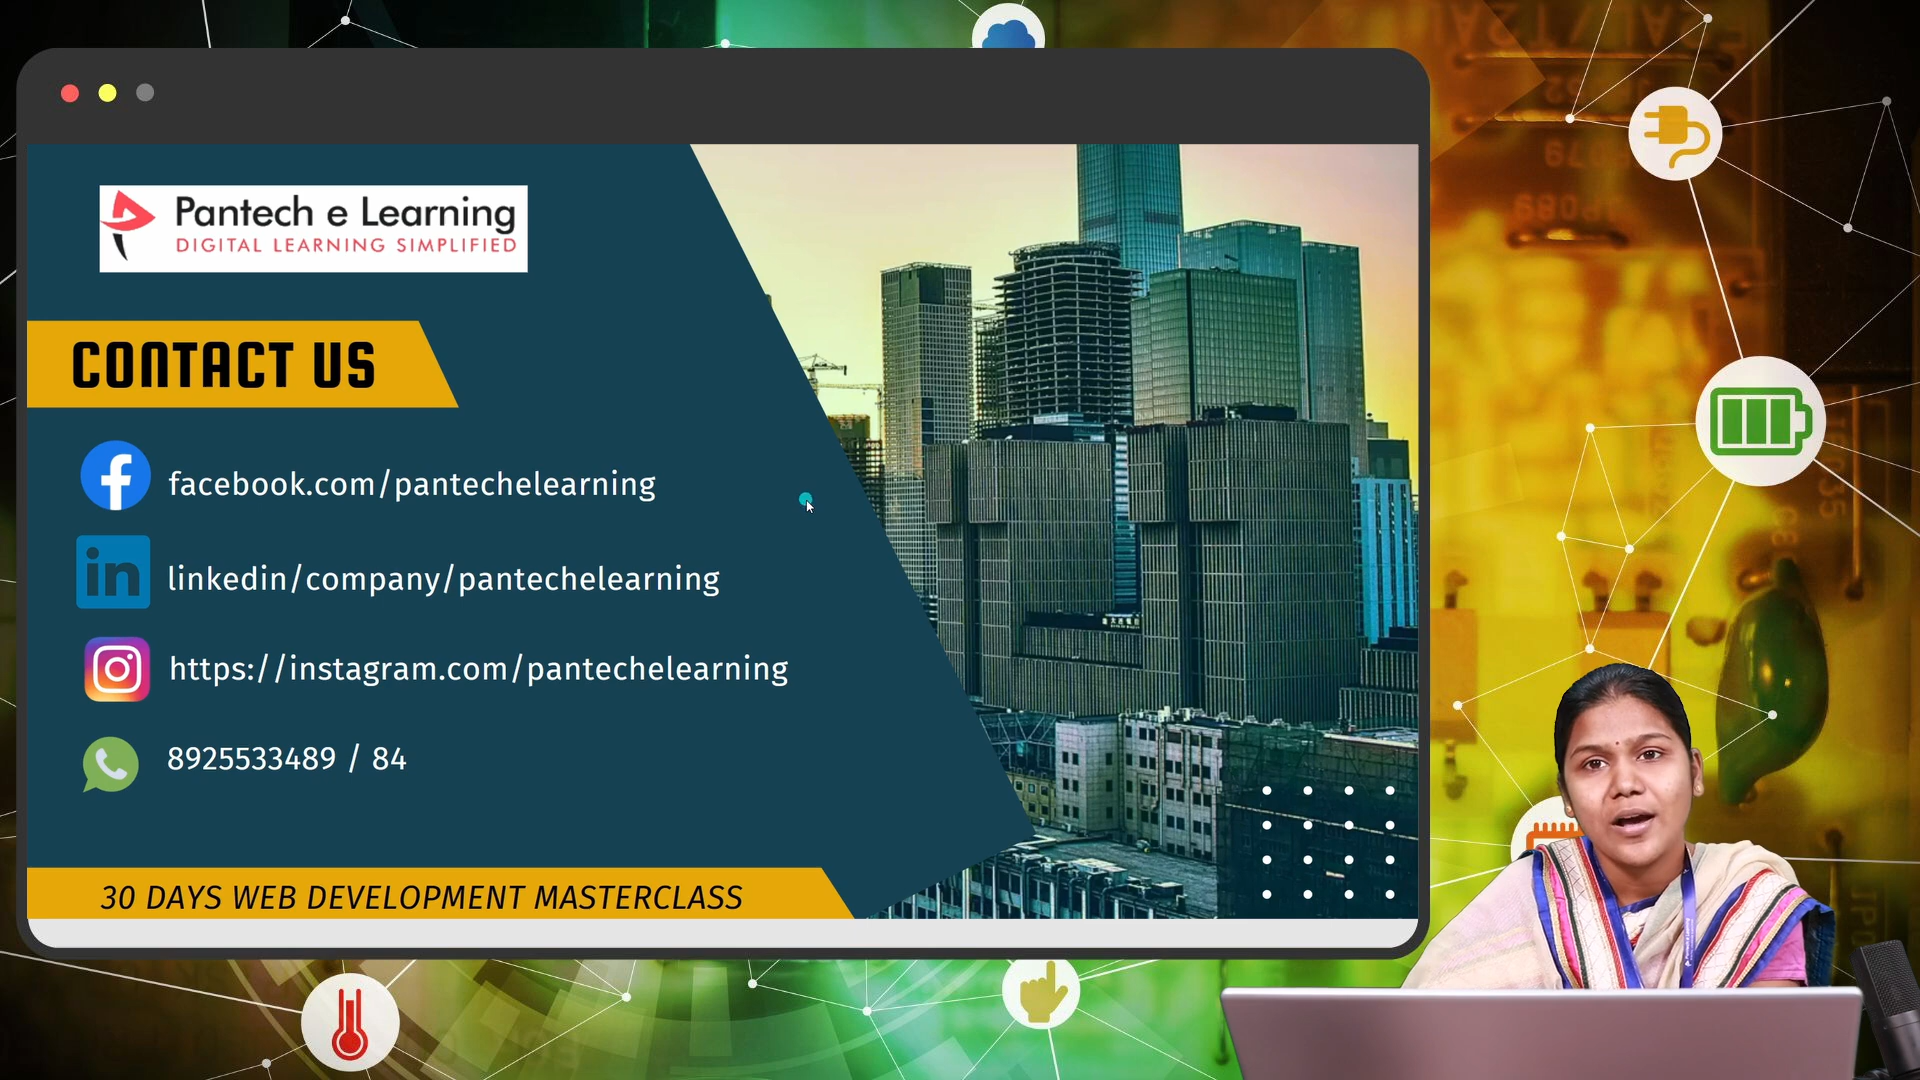 Pantech e Learning
DIGITAL LEARNING SIMPLIFIED
CONTACT US
facebook.com/pantechelearning
linkedin/company/pantechelearning
https://instagram.com/pantechelearning
8925533489 / 84
30 DAYS WEB DEVELOPMENT MASTERCLASS